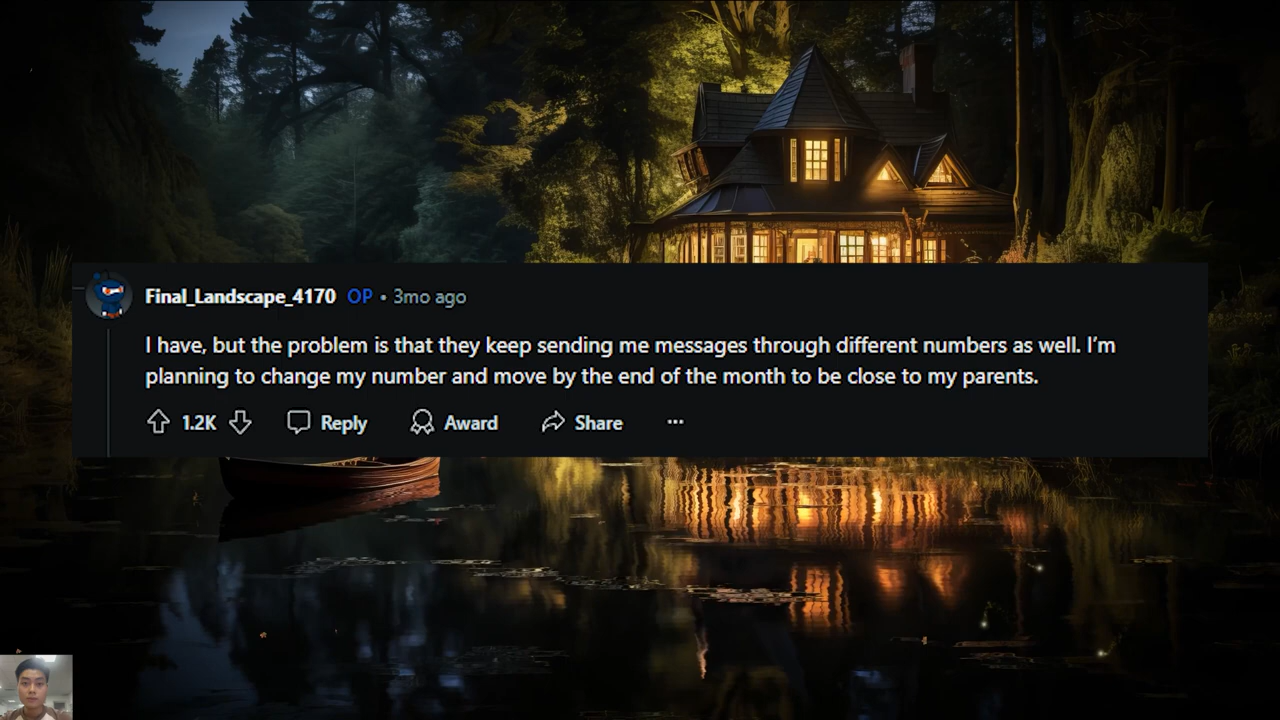 Final_Landscape_4170 OP • 3mo ago
I have, but the problem is that they keep sending me messages through different numbers as well. I’m
planning to change my number and move by the end of the month to be close to my parents.
1.2K Reply Award Share ...